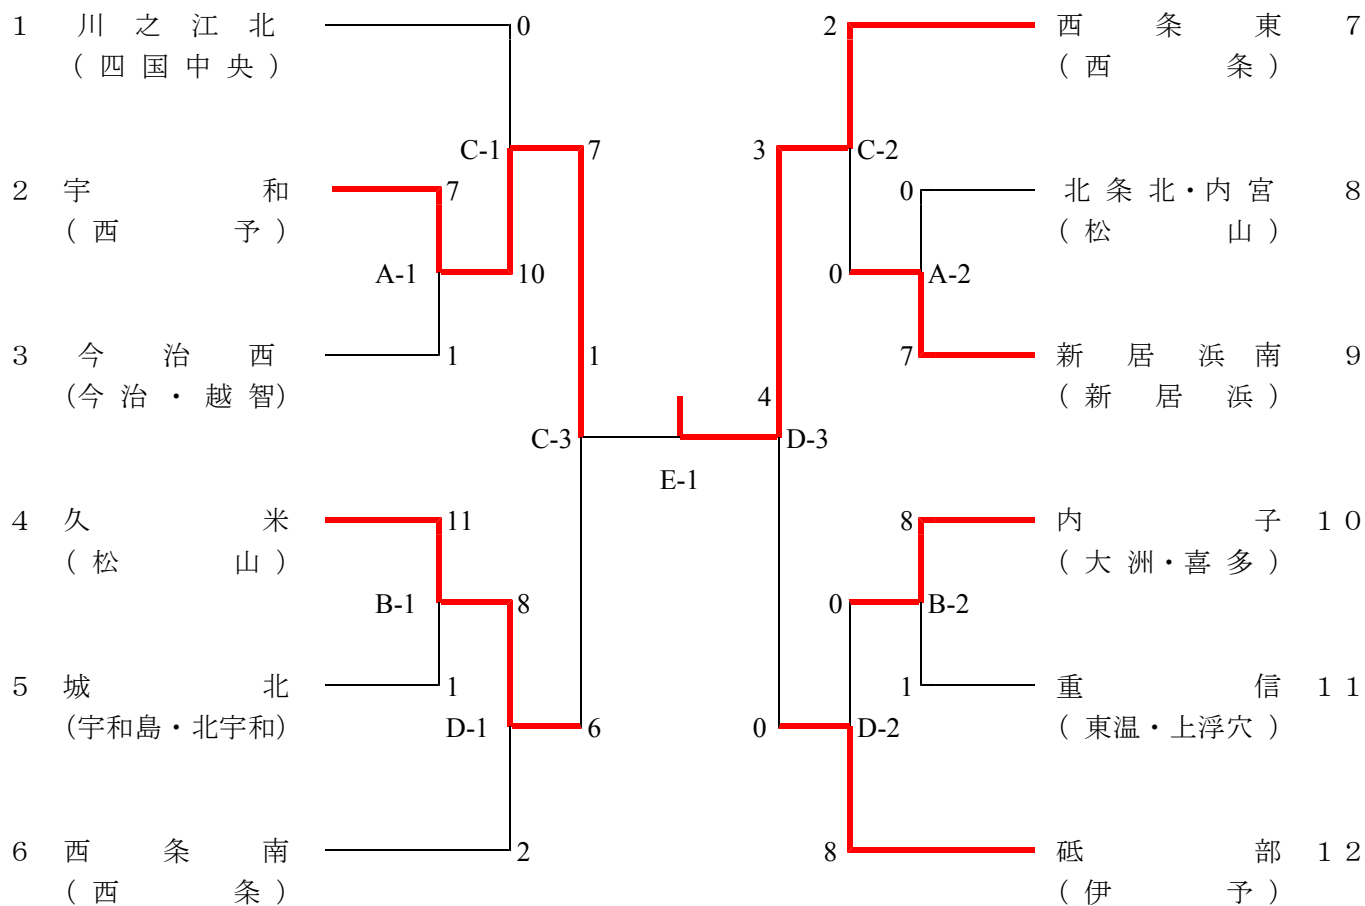 1 川之江北 0 2 西条東 7
(四国中央) (西条)
C-1 7 3 C-2
2 宇和 7 0 北条北・内宮 8
(西予) (松山)
A-1 10 0 A-2
3 今治西 1 1 7 新居浜南 9
(今治・越智) 4 (新居浜)
C-3 D-3
E-1
4 久米 11 8 内子 10
(松山) (大洲・喜多)
B-1 8 0 B-2
5 城北 1 1 重信 11
(宇和島・北宇和) D-1 6 0 D-2 (東温・上浮穴)
6 西条南 2 8 砥部 12
(西条) (伊予)